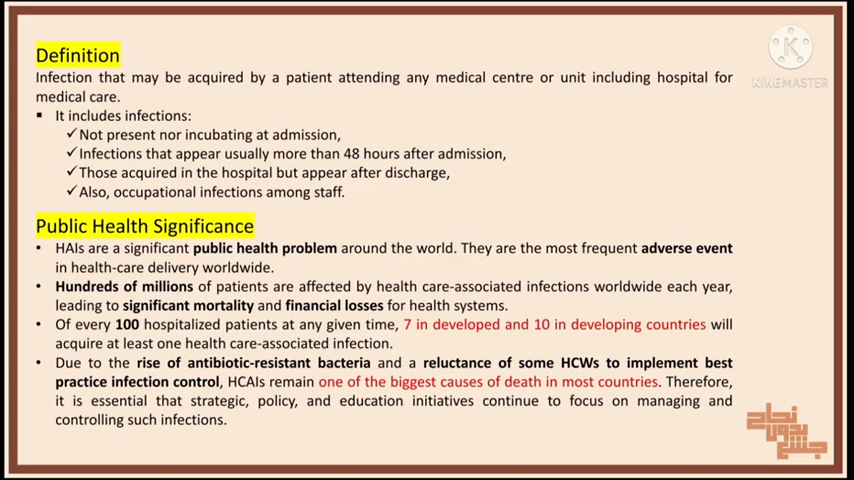 Definition
K
KINEMASTER
Infection that may be acquired by a patient attending any medical centre or unit including hospital for
medical care.
▪ It includes infections:
✓Not present nor incubating at admission,
✓Infections that appear usually more than 48 hours after admission,
✓Those acquired in the hospital but appear after discharge,
✓Also, occupational infections among staff.
Public Health Significance
• HAIs are a significant public health problem around the world. They are the most frequent adverse event
in health-care delivery worldwide.
• Hundreds of millions of patients are affected by health care-associated infections worldwide each year,
leading to significant mortality and financial losses for health systems.
• Of every 100 hospitalized patients at any given time, 7 in developed and 10 in developing countries will
acquire at least one health care-associated infection.
• Due to the rise of antibiotic-resistant bacteria and a reluctance of some HCWs to implement best
practice infection control, HCAIs remain one of the biggest causes of death in most countries. Therefore,
it is essential that strategic, policy, and education initiatives continue to focus on managing and
controlling such infections.
نجاح
بدون
جشع